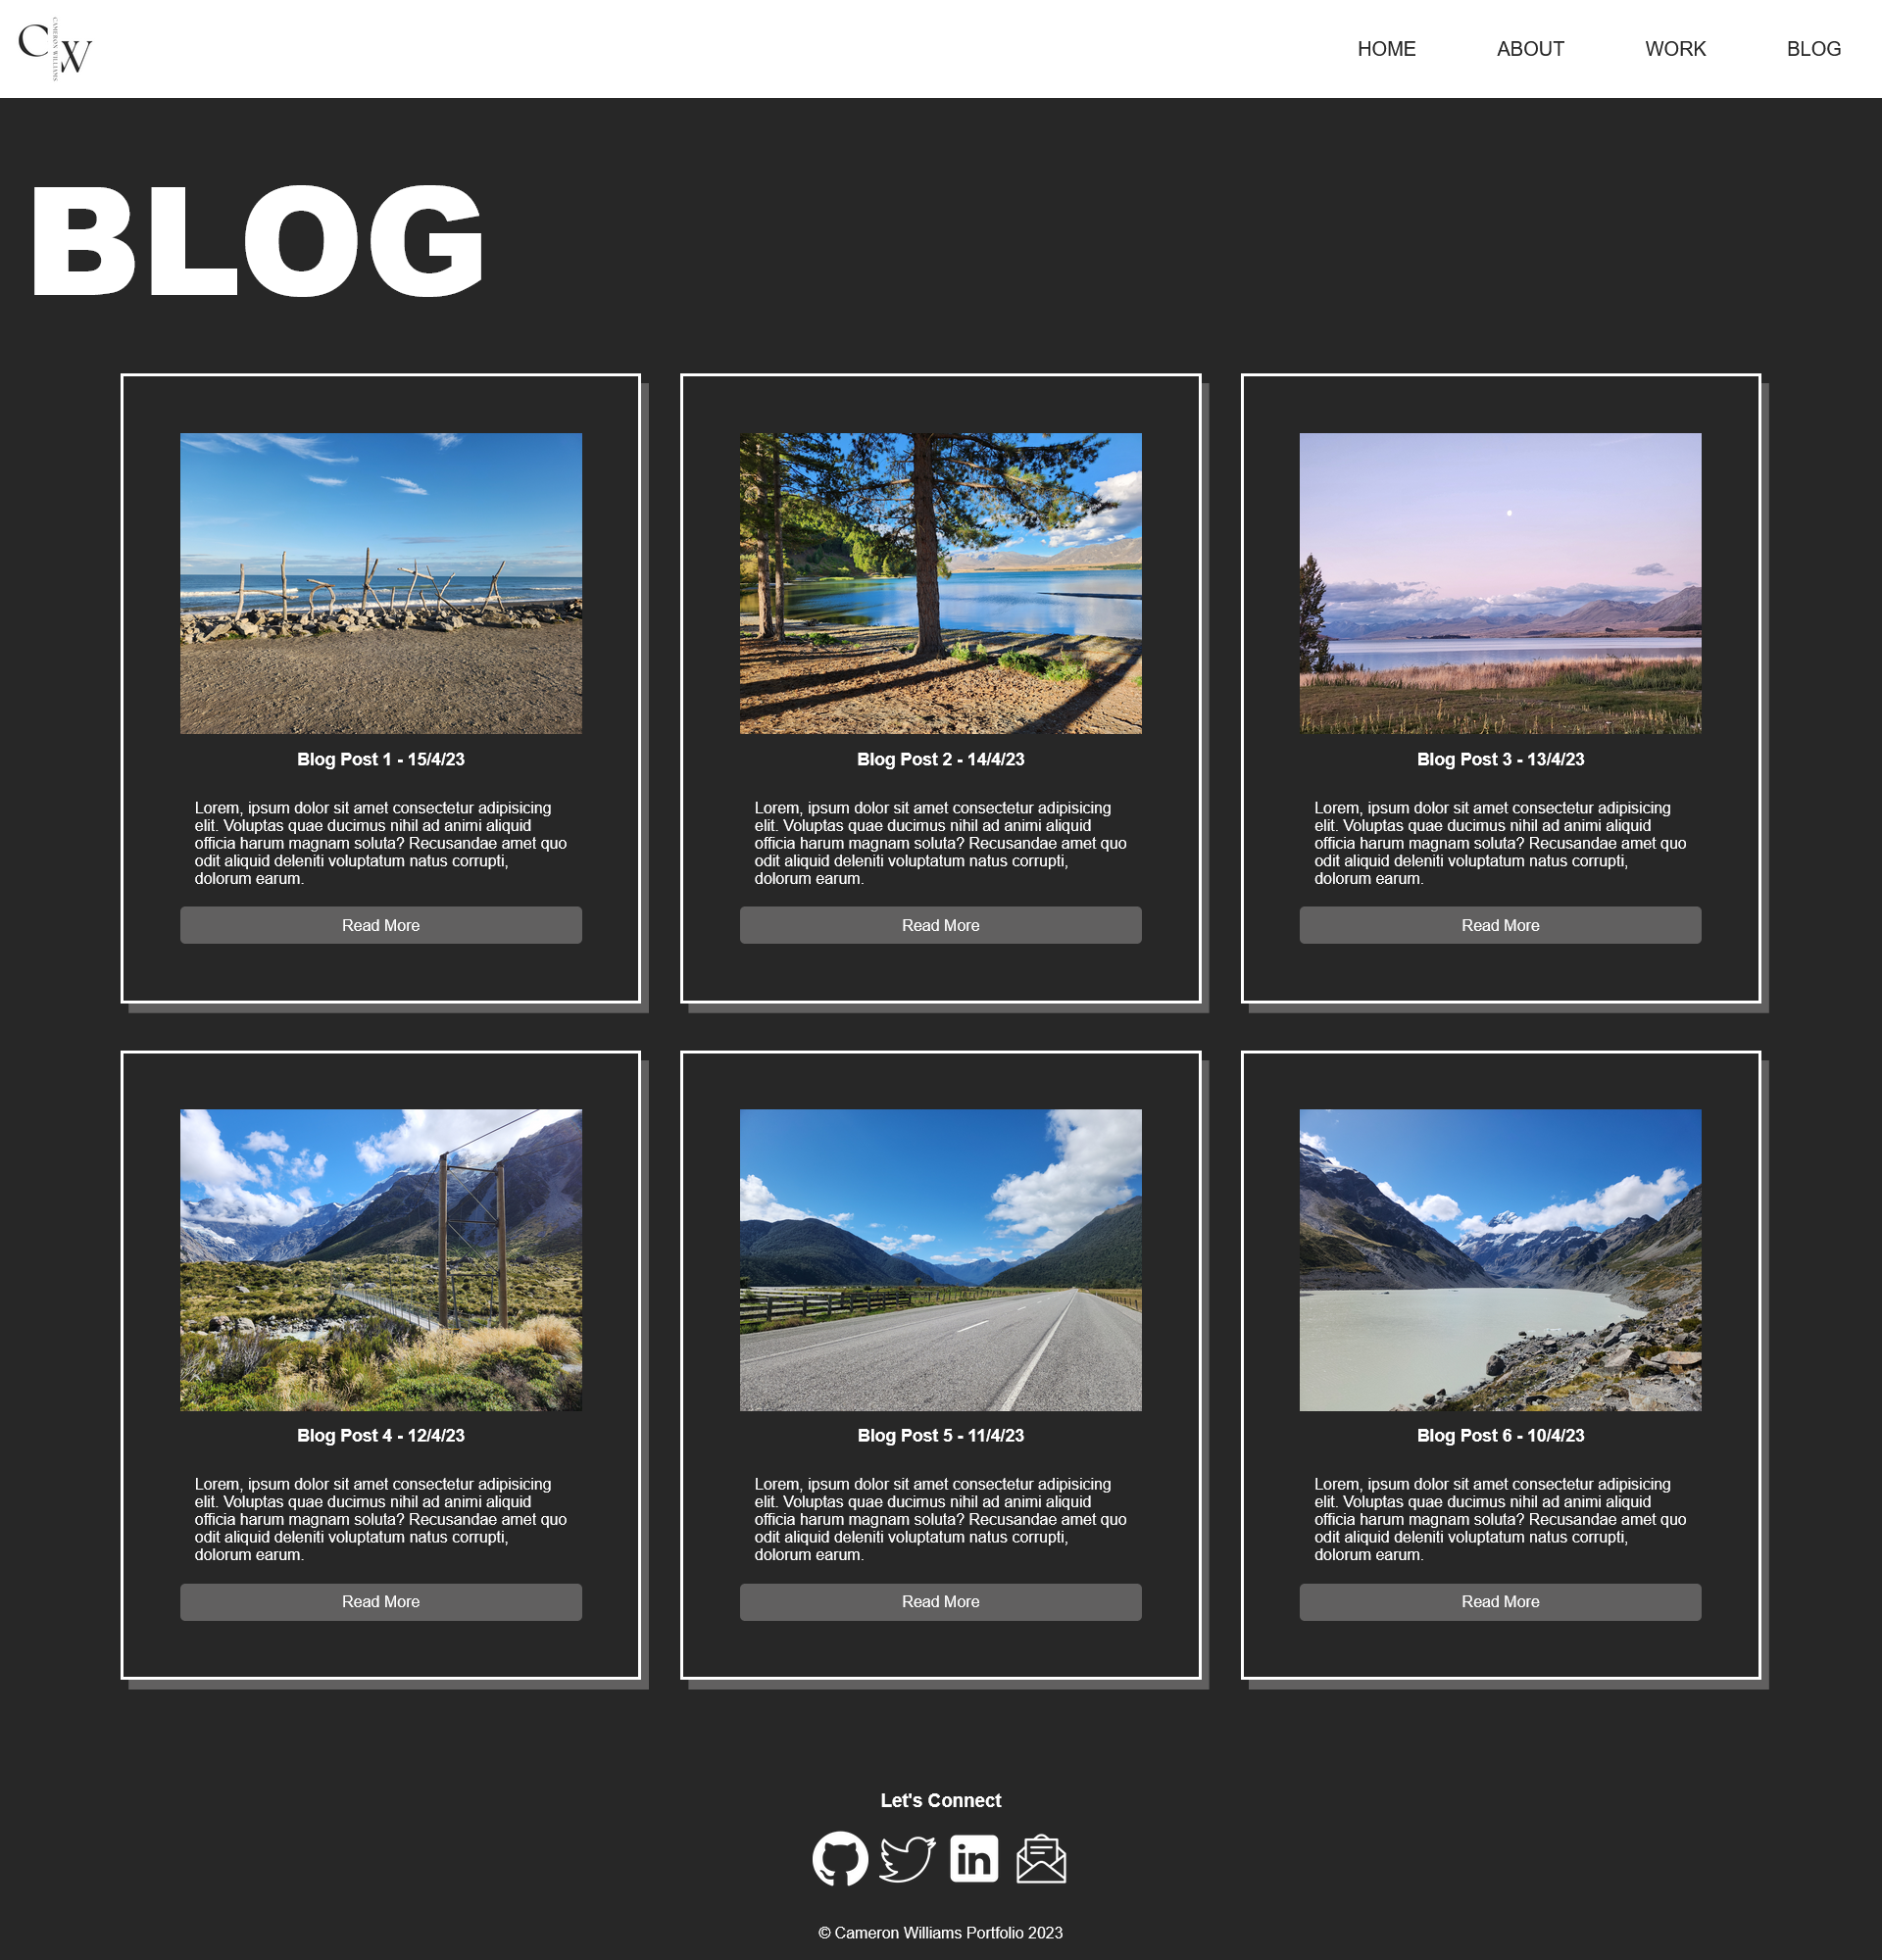 CW
CAMERON WILLIAMS
HOME ABOUT WORK BLOG
BLOG
Hokitika
Blog Post 1 - 15/4/23
Lorem, ipsum dolor sit amet consectetur adipisicing
elit. Voluptas quae ducimus nihil ad animi aliquid
officia harum magnam soluta? Recusandae amet quo
odit aliquid deleniti voluptatum natus corrupti,
dolorum earum.
Read More
Blog Post 2 - 14/4/23
Lorem, ipsum dolor sit amet consectetur adipisicing
elit. Voluptas quae ducimus nihil ad animi aliquid
officia harum magnam soluta? Recusandae amet quo
odit aliquid deleniti voluptatum natus corrupti,
dolorum earum.
Read More
Blog Post 3 - 13/4/23
Lorem, ipsum dolor sit amet consectetur adipisicing
elit. Voluptas quae ducimus nihil ad animi aliquid
officia harum magnam soluta? Recusandae amet quo
odit aliquid deleniti voluptatum natus corrupti,
dolorum earum.
Read More
Blog Post 4 - 12/4/23
Lorem, ipsum dolor sit amet consectetur adipisicing
elit. Voluptas quae ducimus nihil ad animi aliquid
officia harum magnam soluta? Recusandae amet quo
odit aliquid deleniti voluptatum natus corrupti,
dolorum earum.
Read More
Blog Post 5 - 11/4/23
Lorem, ipsum dolor sit amet consectetur adipisicing
elit. Voluptas quae ducimus nihil ad animi aliquid
officia harum magnam soluta? Recusandae amet quo
odit aliquid deleniti voluptatum natus corrupti,
dolorum earum.
Read More
Blog Post 6 - 10/4/23
Lorem, ipsum dolor sit amet consectetur adipisicing
elit. Voluptas quae ducimus nihil ad animi aliquid
officia harum magnam soluta? Recusandae amet quo
odit aliquid deleniti voluptatum natus corrupti,
dolorum earum.
Read More
Let's Connect
in
© Cameron Williams Portfolio 2023